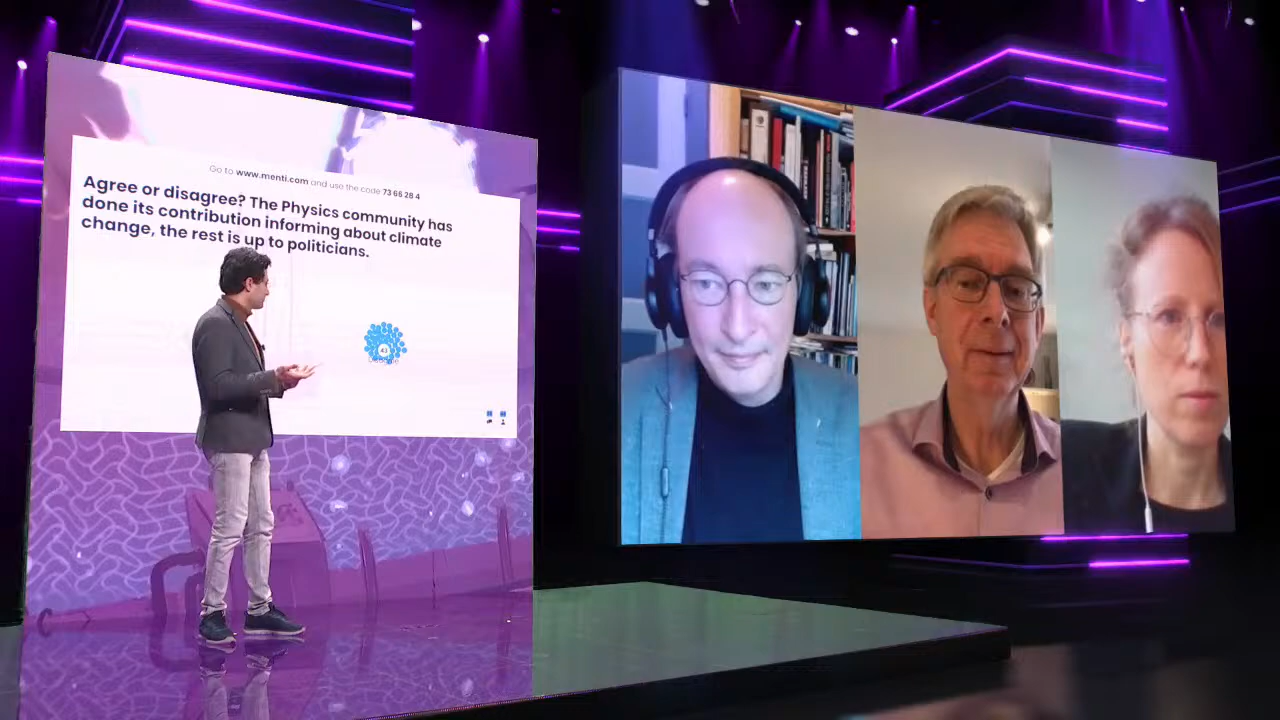 Go to www.menti.com and use the code 73 66 28 4
Agree or disagree? The Physics community has
done its contribution informing about climate
change, the rest is up to politicians.
43